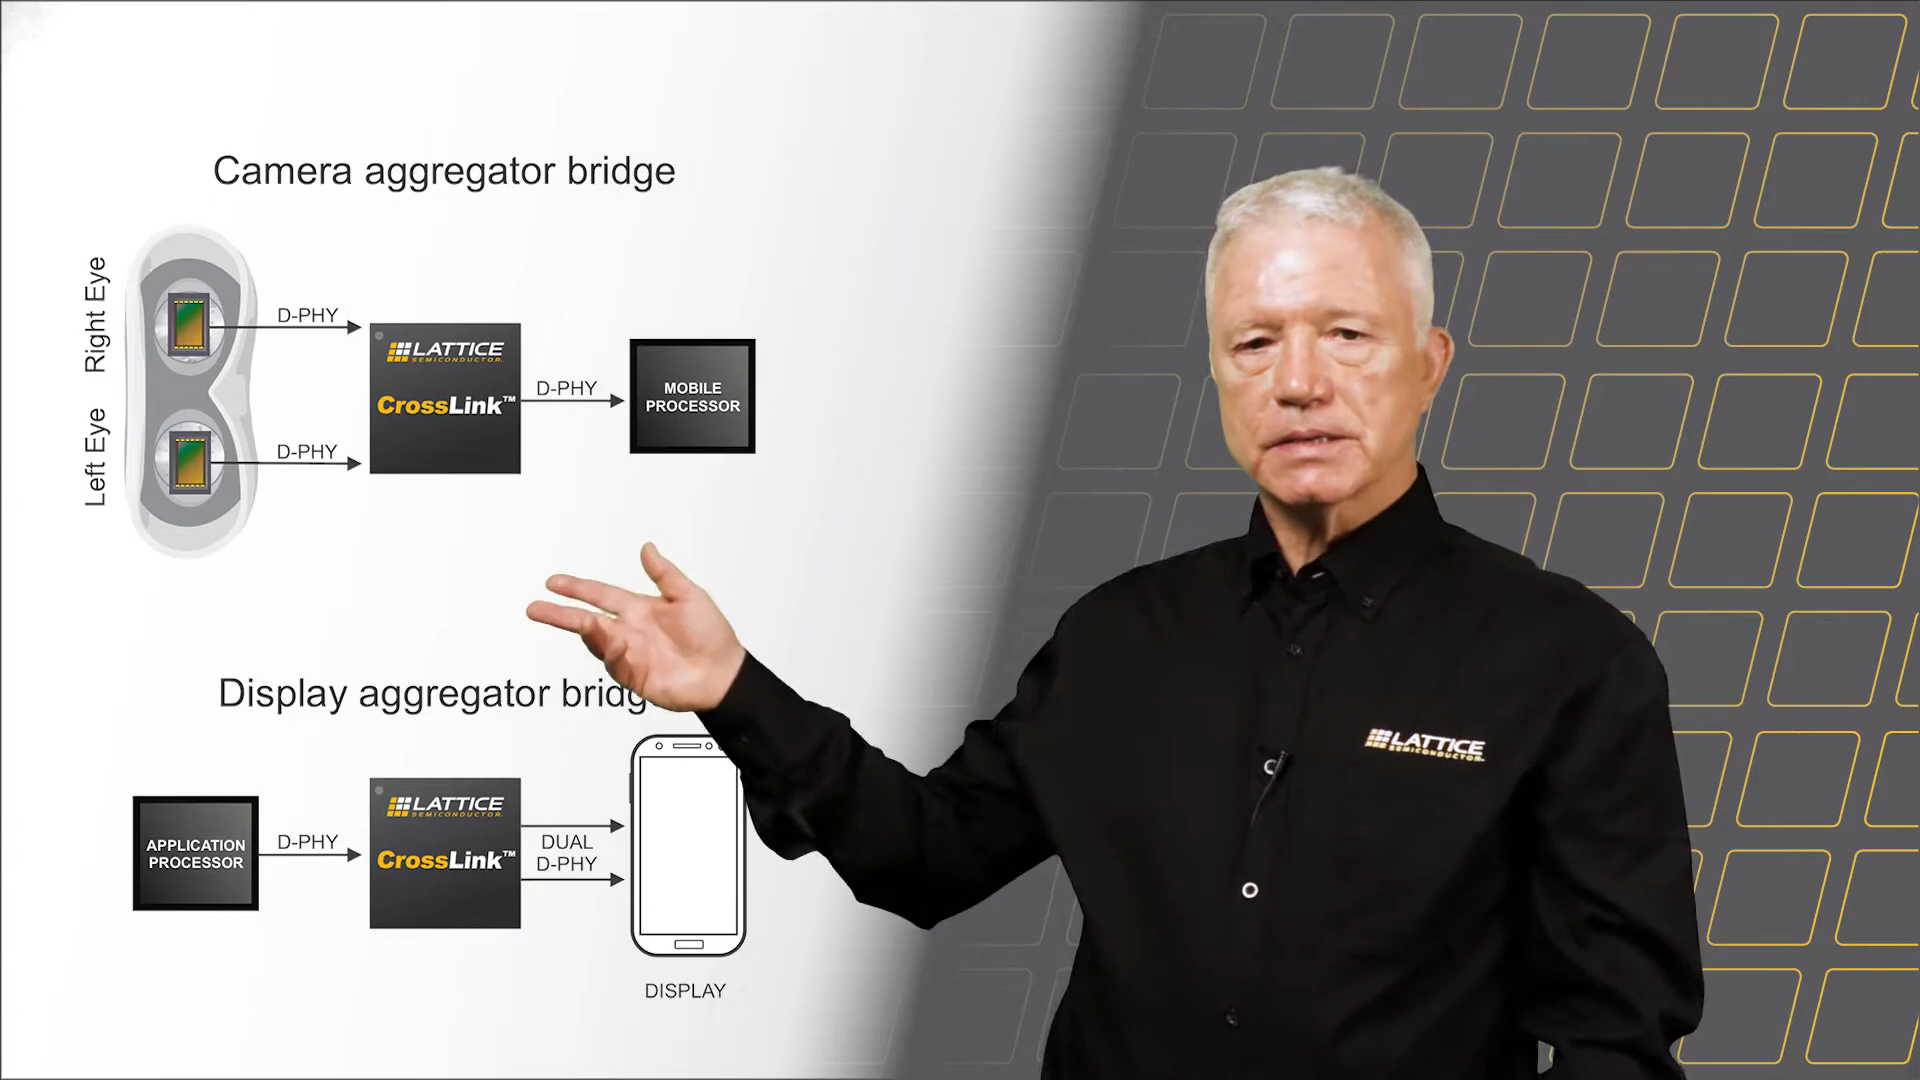 Camera aggregator bridge
Right Eye
Left Eye
D-PHY
D-PHY
LATTICE
SEMICONDUCTOR
CrossLink™
D-PHY
MOBILE
PROCESSOR
Display aggregator
APPLICATION
PROCESSOR
D-PHY
LATTICE
SEMICONDUCTOR
CrossLink™
DUAL
D-PHY
DISPLAY
LATTICE
SEMICONDUCTOR